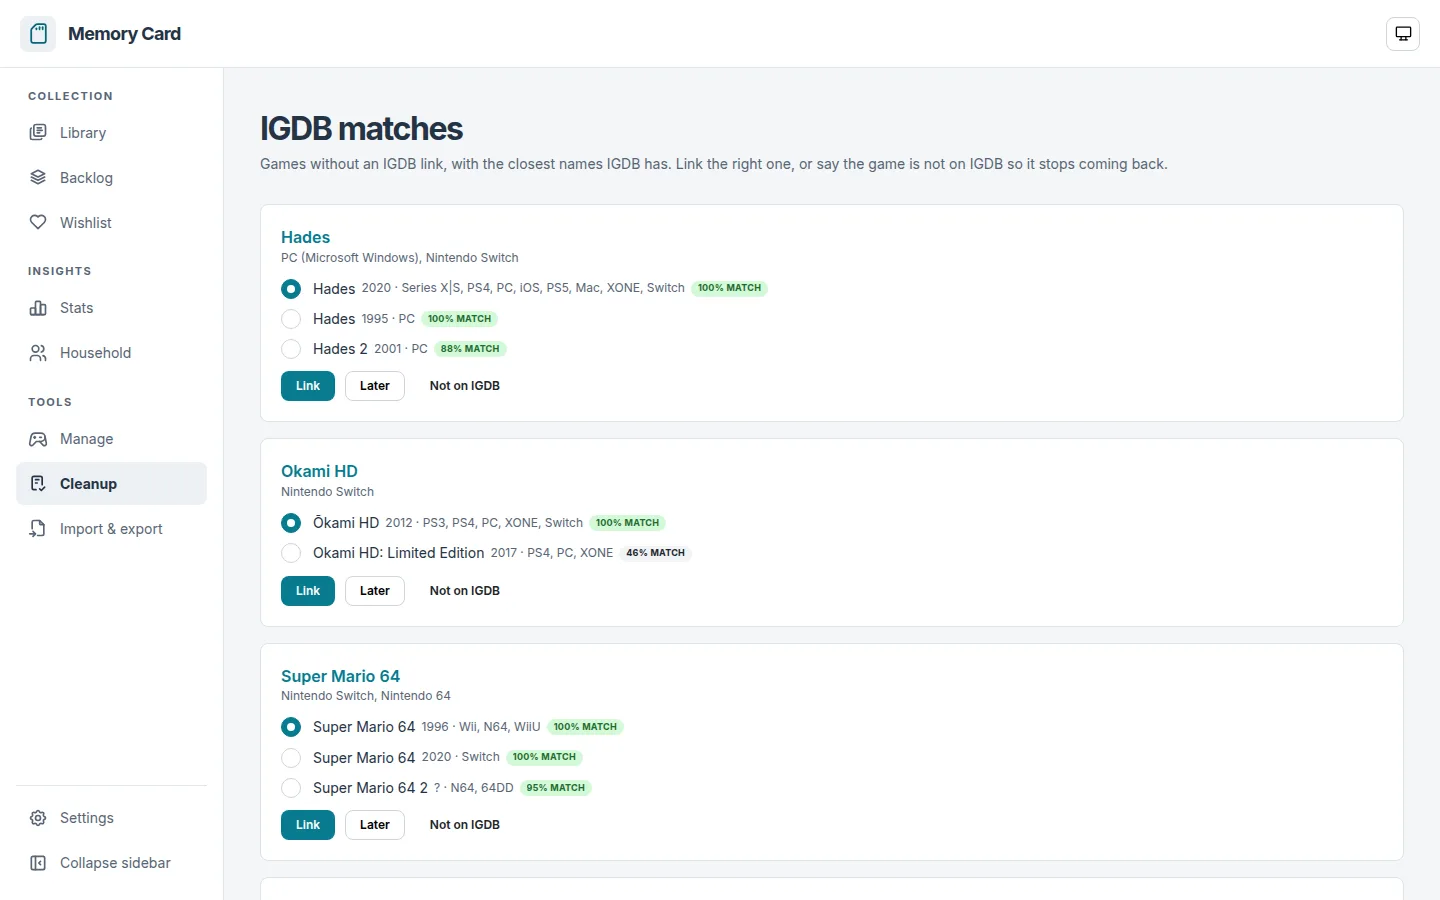 Memory Card
COLLECTION
Library
Backlog
Wishlist
INSIGHTS
Stats
Household
TOOLS
Manage
Cleanup
Import & export
Settings
Collapse sidebar
IGDB matches
Games without an IGDB link, with the closest names IGDB has. Link the right one, or say the game is not on IGDB so it stops coming back.
Hades
PC (Microsoft Windows), Nintendo Switch
Hades 2020 · Series X|S, PS4, PC, iOS, PS5, Mac, XONE, Switch 100% MATCH
Hades 1995 · PC 100% MATCH
Hades 2 2001 · PC 88% MATCH
Link Later Not on IGDB
Okami HD
Nintendo Switch
Ōkami HD 2012 · PS3, PS4, PC, XONE, Switch 100% MATCH
Okami HD: Limited Edition 2017 · PS4, PC, XONE 46% MATCH
Link Later Not on IGDB
Super Mario 64
Nintendo Switch, Nintendo 64
Super Mario 64 1996 · Wii, N64, WiiU 100% MATCH
Super Mario 64 2020 · Switch 100% MATCH
Super Mario 64 2 ? · N64, 64DD 95% MATCH
Link Later Not on IGDB